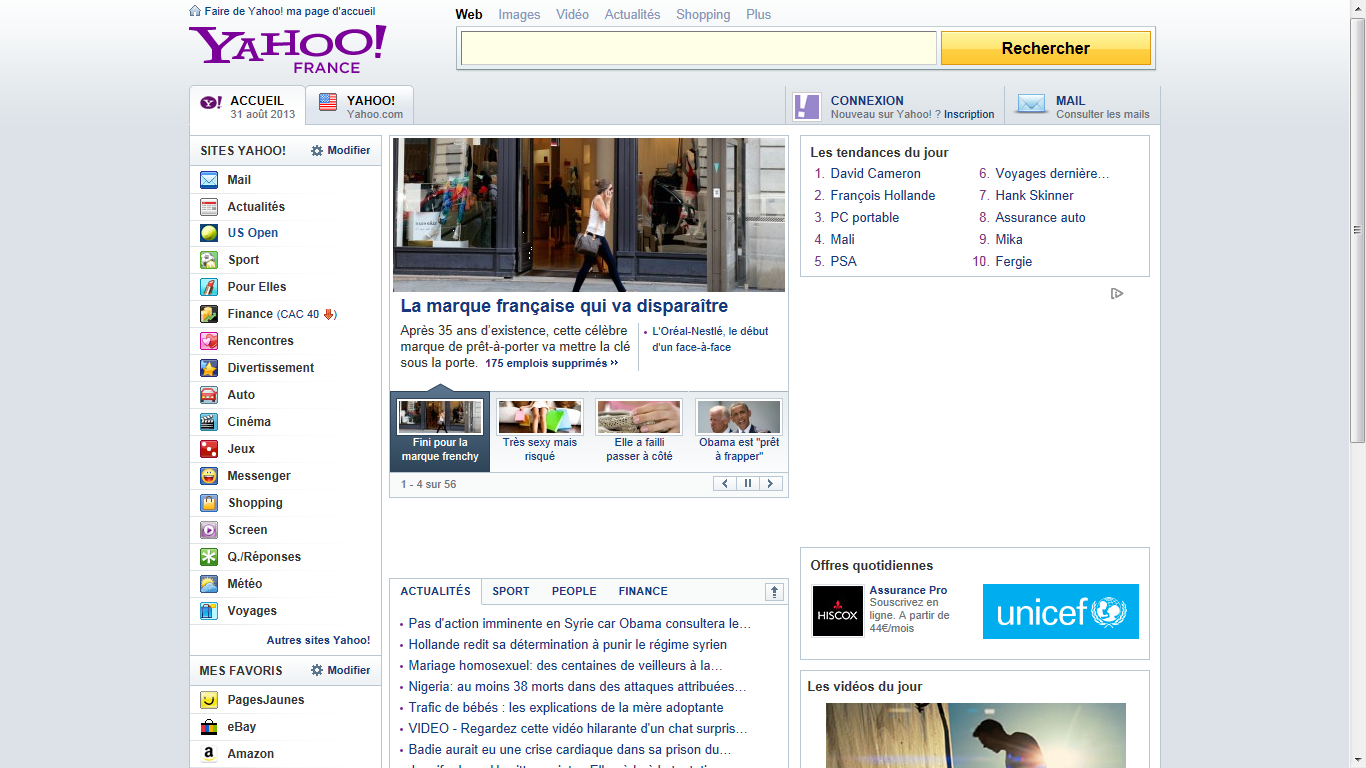 Faire de Yahoo! ma page d'accueil
YAHOO!
FRANCE
Web Images Vidéo Actualités Shopping Plus
Rechercher
ACCUEIL
31 août 2013
YAHOO!
Yahoo.com
CONNEXION
Nouveau sur Yahoo! ? Inscription
MAIL
Consulter les mails
SITES YAHOO! Modifier
Mail
Actualités
US Open
Sport
Pour Elles
Finance (CAC 40 )
Rencontres
Divertissement
Auto
Cinéma
Jeux
Messenger
Shopping
Screen
Q./Réponses
Météo
Voyages
Autres sites Yahoo!
MES FAVORIS Modifier
PagesJaunes
eBay
Amazon
La marque française qui va disparaître
Après 35 ans d'existence, cette célèbre
marque de prêt-à-porter va mettre la clé
sous la porte. 175 emplois supprimés ››
• L'Oréal-Nestlé, le début
d'un face-à-face
Fini pour la
marque frenchy
Très sexy mais
risqué
Elle a failli
passer à côté
Obama est "prêt
à frapper"
1 - 4 sur 56
ACTUALITÉS SPORT PEOPLE FINANCE
• Pas d'action imminente en Syrie car Obama consultera le…
• Hollande redit sa détermination à punir le régime syrien
• Mariage homosexuel: des centaines de veilleurs à la…
• Nigeria: au moins 38 morts dans des attaques attribuées…
• Trafic de bébés : les explications de la mère adoptante
• VIDEO - Regardez cette vidéo hilarante d'un chat surpris…
• Badie aurait eu une crise cardiaque dans sa prison du…
Les tendances du jour
1. David Cameron
2. François Hollande
3. PC portable
4. Mali
5. PSA
6. Voyages dernière…
7. Hank Skinner
8. Assurance auto
9. Mika
10. Fergie
Offres quotidiennes
HISCOX
Assurance Pro
Souscrivez en
ligne. A partir de
44€/mois
unicef
Les vidéos du jour